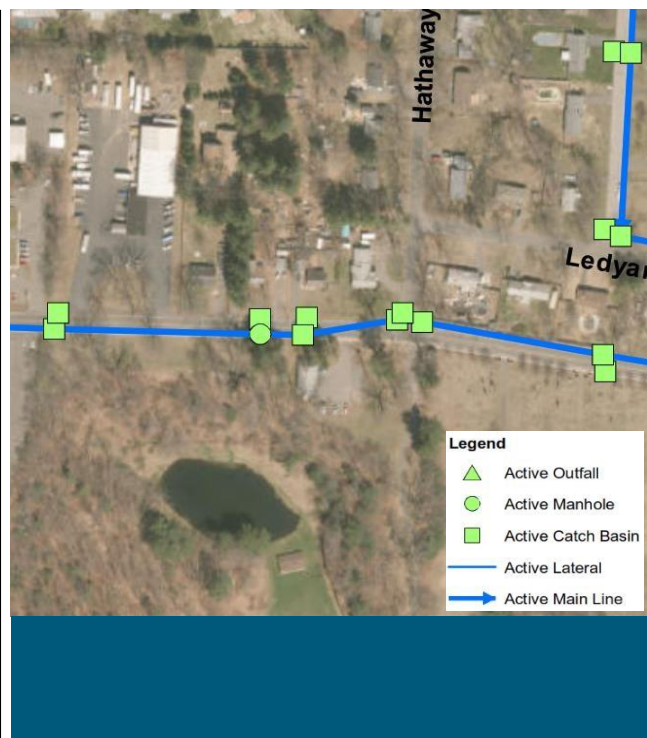 Hathaway
Ledyar
Legend
Active Outfall
Active Manhole
Active Catch Basin
Active Lateral
Active Main Line